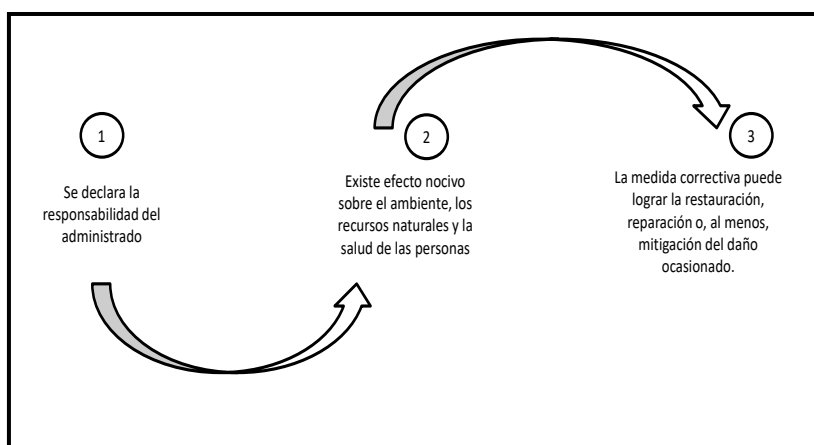 1
Se declara la
responsabilidad del
administrado
2
Existe efecto nocivo
sobre el ambiente, los
recursos naturales y la
salud de las personas
3
La medida correctiva puede
lograr la restauración,
reparación o, al menos,
mitigación del daño
ocasionado.